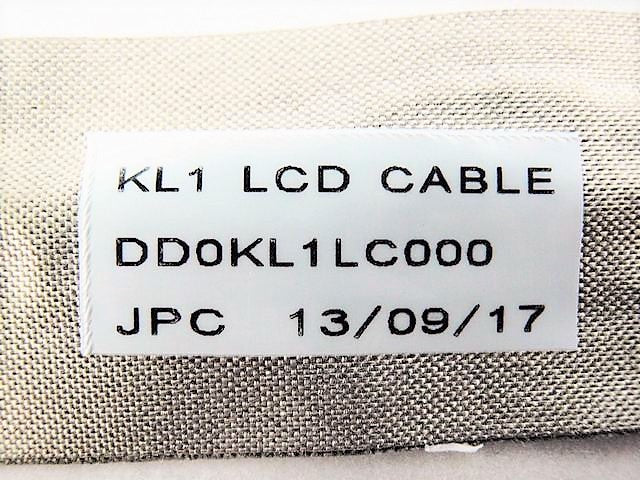 KL1 LCD CABLE
DD0KL1LC000
JPC 13/09/17